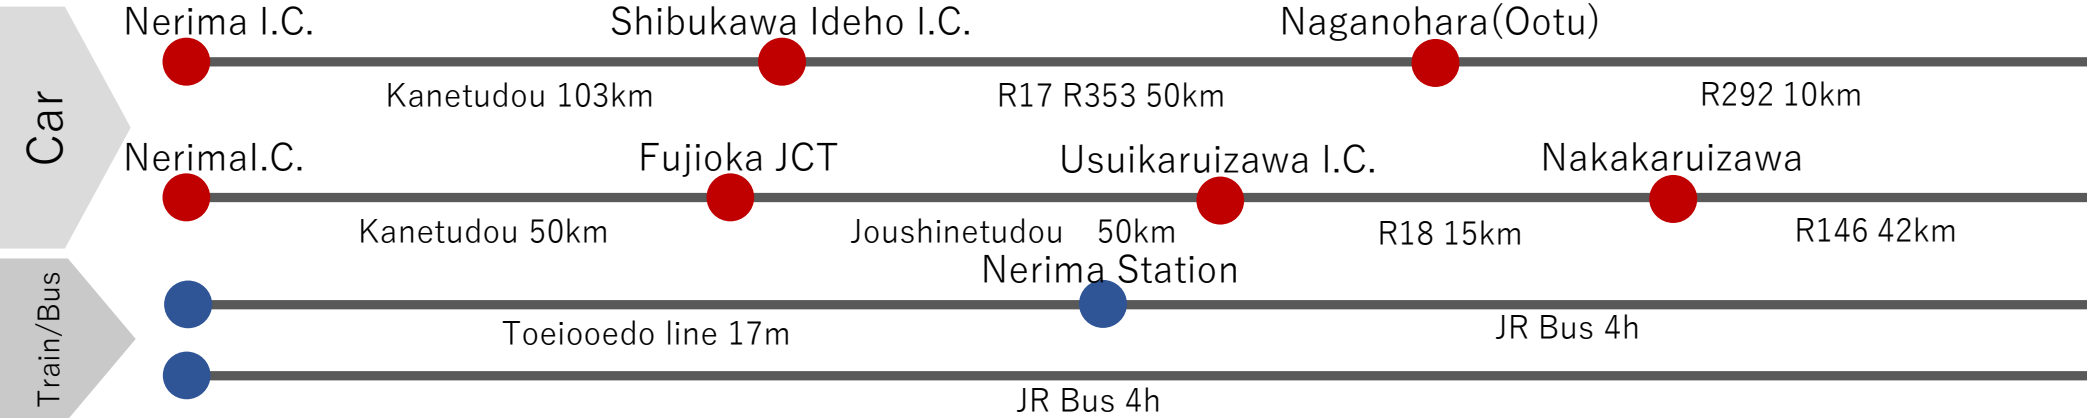 Car
Nerima I.C.
Shibukawa Ideho I.C.
Naganohara(Ootu)
Kanetudou 103km
R17 R353 50km
R292 10km
NerimaI.C.
Fujioka JCT
Usuikaruizawa I.C.
Nakakaruizawa
Kanetudou 50km
Joushinetudou 50km
R18 15km
R146 42km
Train/Bus
Nerima Station
Toeiooedo line 17m
JR Bus 4h
JR Bus 4h